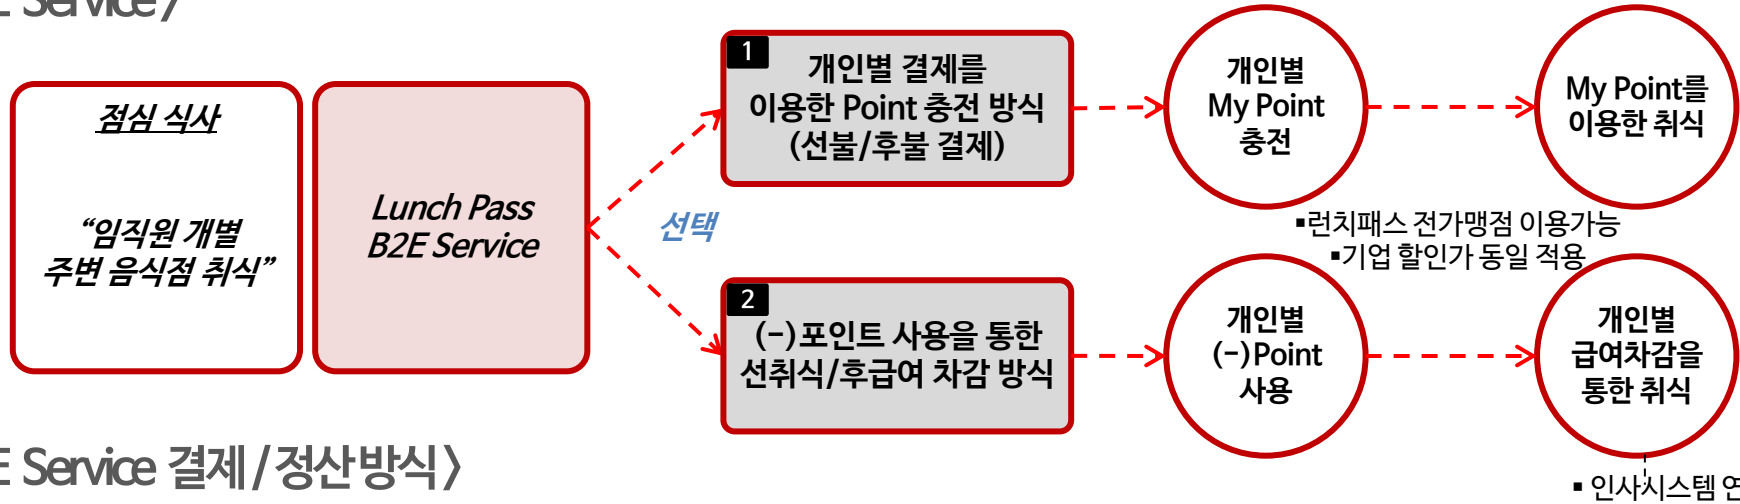 E Service>
점심 식사
“임직원 개별
주변 음식점 취식”
Lunch Pass
B2E Service
선택
1
개인별 결제를
이용한 Point 충전 방식
(선불/후불 결제)
개인별
My Point
충전
My Point를
이용한 취식
▪런치패스 전가맹점 이용가능
▪기업 할인가 동일 적용
2
(-)포인트 사용을 통한
선취식/후급여 차감 방식
개인별
(-)Point
사용
개인별
급여차감을
통한 취식
E Service 결제/정산방식>
▪ 인사시스템 연